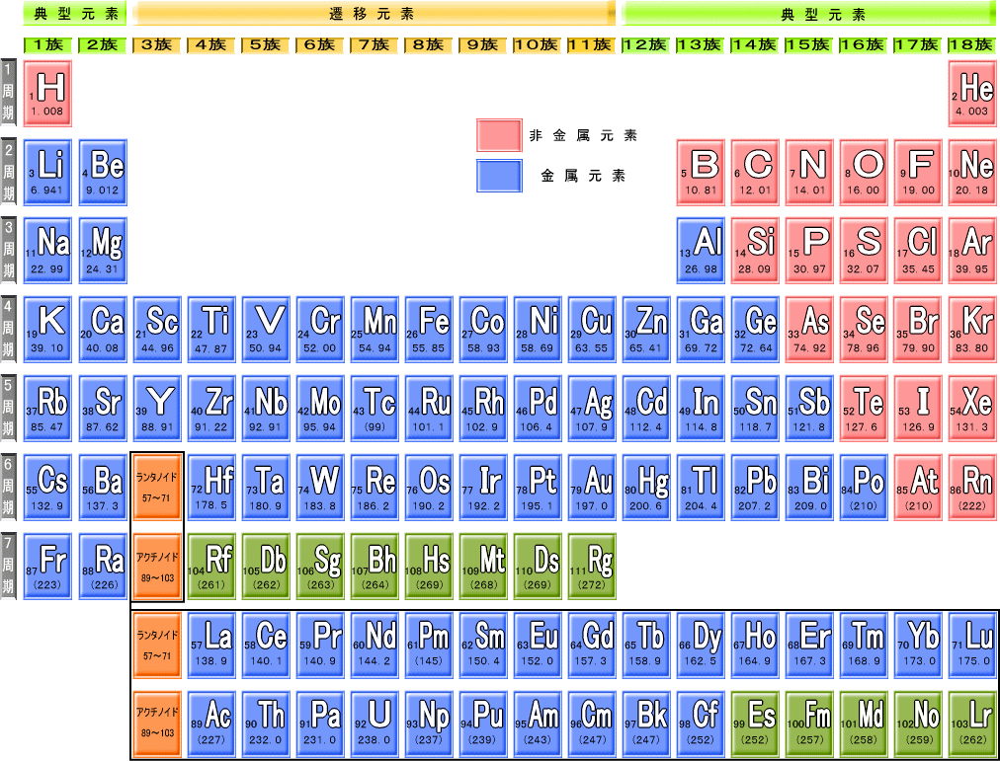 典型元素 遷移元素 典型元素
1族 2族 3族 4族 5族 6族 7族 8族 9族 10族 11族 12族 13族 14族 15族 16族 17族 18族
1周期 1 H 1.008 2 He 4.003
非金属元素
金属元素
2周期 3 Li 6.941 4 Be 9.012 5 B 10.81 6 C 12.01 7 N 14.01 8 O 16.00 9 F 19.00 10 Ne 20.18
3周期 11 Na 22.99 12 Mg 24.31 13 Al 26.98 14 Si 28.09 15 P 30.97 16 S 32.07 17 Cl 35.45 18 Ar 39.95
4周期 19 K 39.10 20 Ca 40.08 21 Sc 44.96 22 Ti 47.87 23 V 50.94 24 Cr 52.00 25 Mn 54.94 26 Fe 55.85 27 Co 58.93 28 Ni 58.69 29 Cu 63.55 30 Zn 65.41 31 Ga 69.72 32 Ge 72.64 33 As 74.92 34 Se 78.96 35 Br 79.90 36 Kr 83.80
5周期 37 Rb 85.47 38 Sr 87.62 39 Y 88.91 40 Zr 91.22 41 Nb 92.91 42 Mo 95.94 43 Tc (99) 44 Ru 101.1 45 Rh 102.9 46 Pd 106.4 47 Ag 107.9 48 Cd 112.4 49 In 114.8 50 Sn 118.7 51 Sb 121.8 52 Te 127.6 53 I 126.9 54 Xe 131.3
6周期 55 Cs 132.9 56 Ba 137.3 ランタノイド 57～71 72 Hf 178.5 73 Ta 180.9 74 W 183.8 75 Re 186.2 76 Os 190.2 77 Ir 192.2 78 Pt 195.1 79 Au 197.0 80 Hg 200.6 81 Tl 204.4 82 Pb 207.2 83 Bi 209.0 84 Po (210) 85 At (210) 86 Rn (222)
7周期 87 Fr (223) 88 Ra (226) アクチノイド 89～103 104 Rf (261) 105 Db (262) 106 Sg (263) 107 Bh (264) 108 Hs (269) 109 Mt (268) 110 Ds (269) 111 Rg (272)
ランタノイド 57～71 57 La 138.9 58 Ce 140.1 59 Pr 140.9 60 Nd 144.2 61 Pm (145) 62 Sm 150.4 63 Eu 152.0 64 Gd 157.3 65 Tb 158.9 66 Dy 162.5 67 Ho 164.9 68 Er 167.3 69 Tm 168.9 70 Yb 173.0 71 Lu 175.0
アクチノイド 89～103 89 Ac (227) 90 Th 232.0 91 Pa 231.0 92 U 238.0 93 Np (237) 94 Pu (239) 95 Am (243) 96 Cm (247) 97 Bk (247) 98 Cf (252) 99 Es (252) 100 Fm (257) 101 Md (258) 102 No (259) 103 Lr (262)